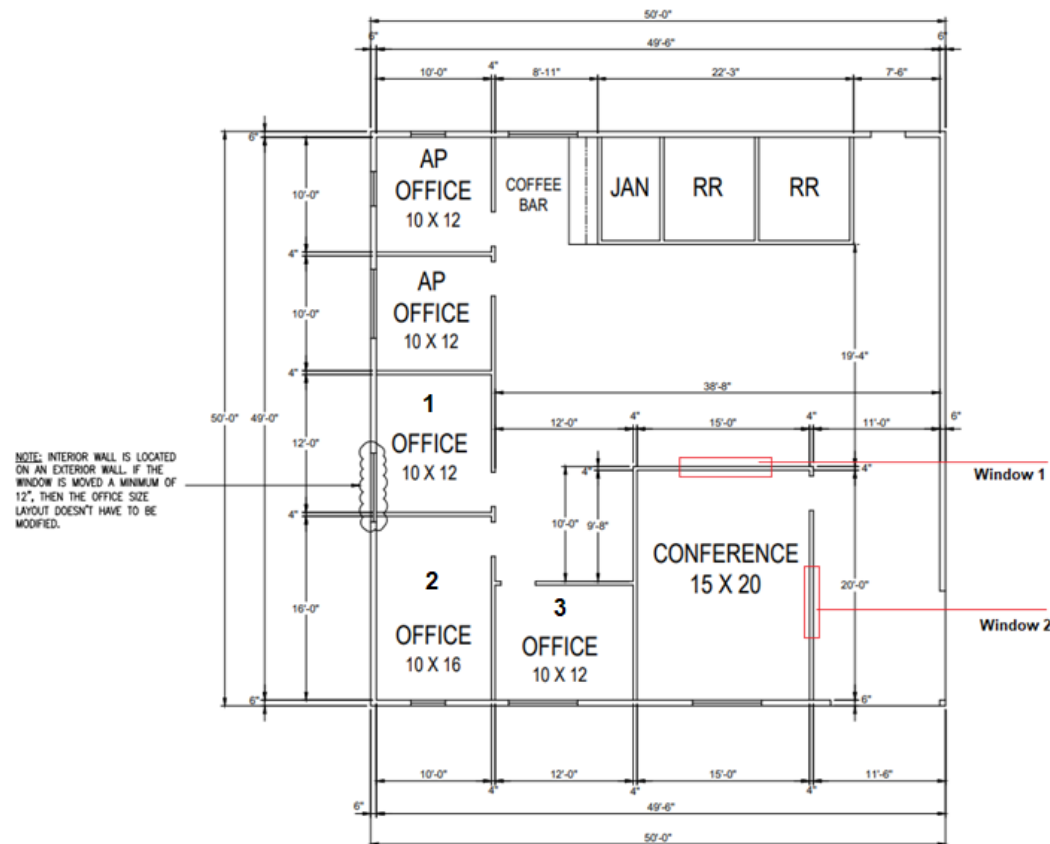 50'-0"
6" 49'-6" 6"
10'-0" 4" 8'-11" 22'-3" 7'-6"
6"
AP
OFFICE
10 X 12
COFFEE
BAR
JAN
RR
RR
10'-0"
4"
AP
OFFICE
10 X 12
10'-0"
19'-4"
4"
38'-8"
1
OFFICE
10 X 12
50'-0" 49'-0" 12'-0"
12'-0" 4" 15'-0" 4" 11'-0" 6"
NOTE: INTERIOR WALL IS LOCATED
ON AN EXTERIOR WALL. IF THE
WINDOW IS MOVED A MINIMUM OF
12", THEN THE OFFICE SIZE
LAYOUT DOESN'T HAVE TO BE
MODIFIED.
4" 4"
Window 1
4"
10'-0" 9'-8"
CONFERENCE
15 X 20
20'-0"
2
OFFICE
10 X 16
16'-0"
3
OFFICE
10 X 12
Window 2
6" 6"
10'-0" 4" 12'-0" 4" 15'-0" 4" 11'-6"
6" 49'-6"
50'-0"